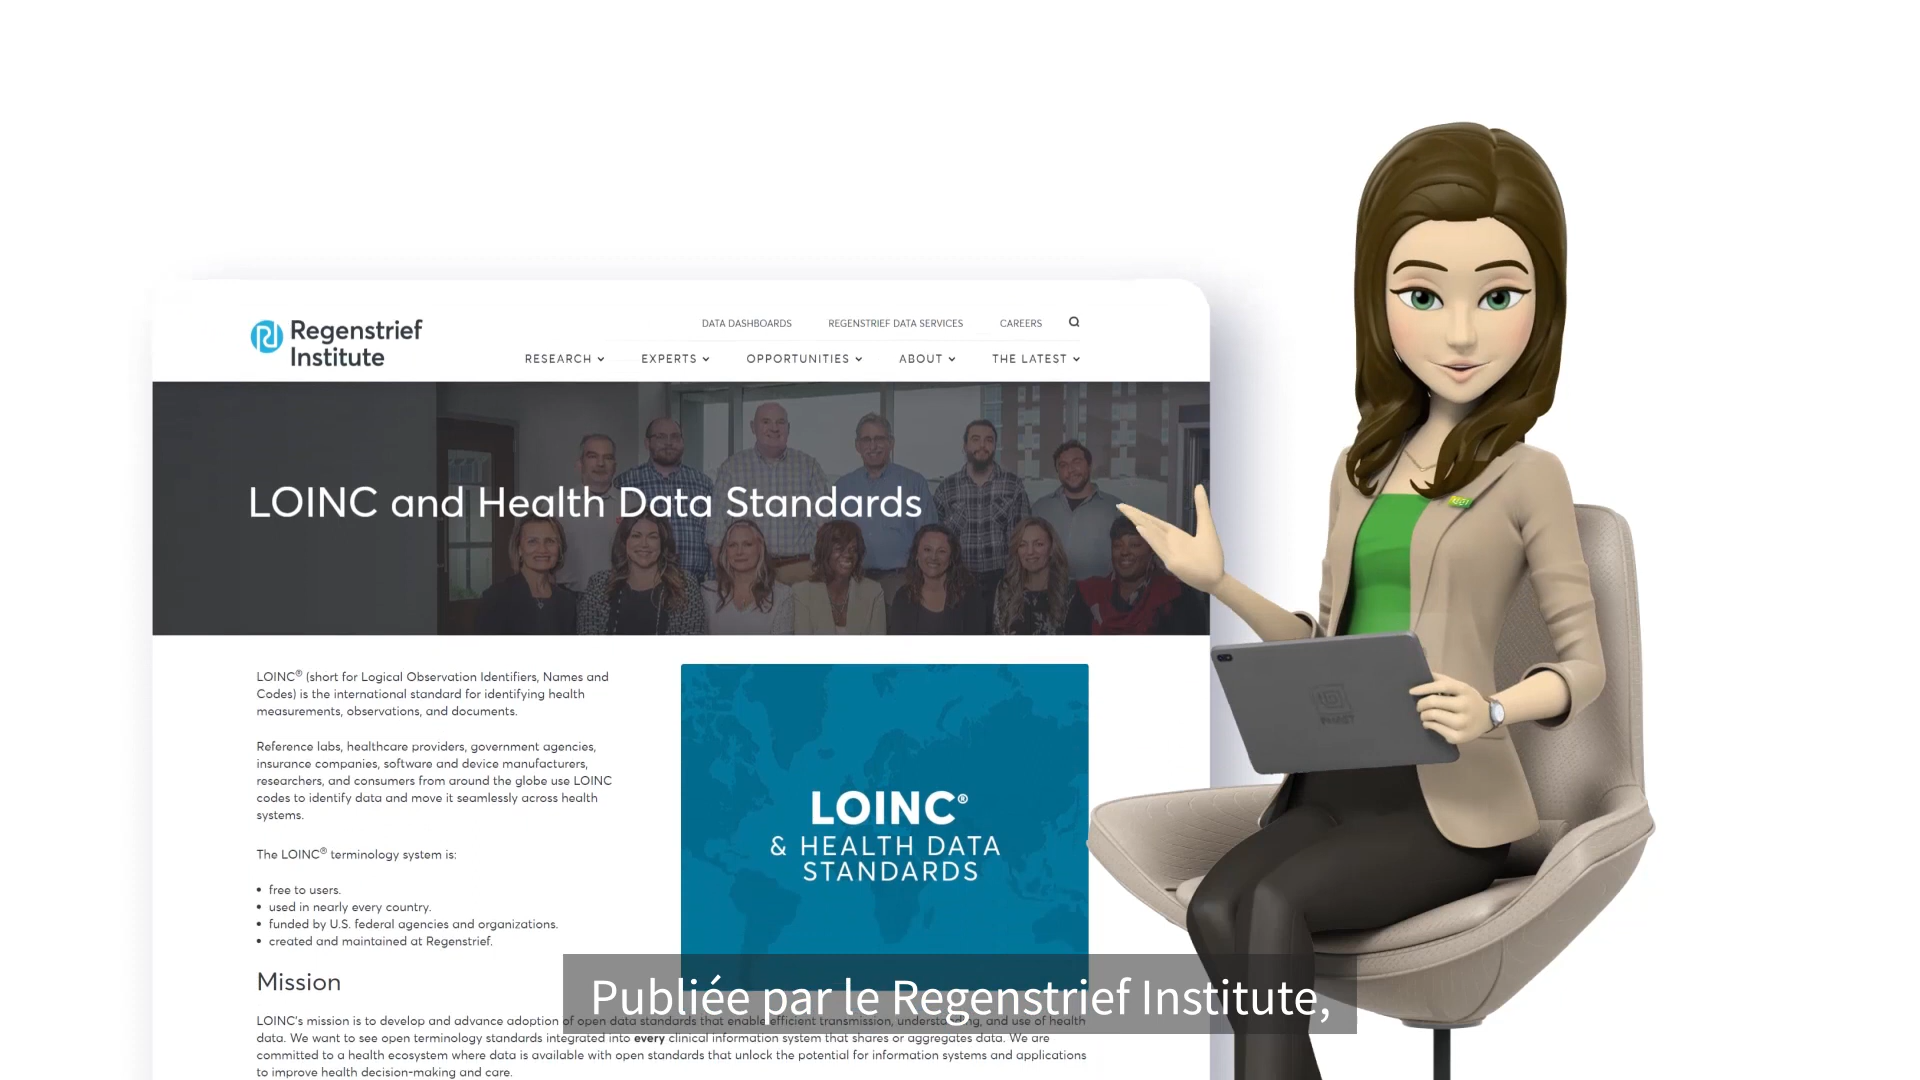 Regenstrief
Institute
DATA DASHBOARDS
REGENSTRIEF DATA SERVICES
CAREERS
RESEARCH
EXPERTS
OPPORTUNITIES
ABOUT
THE LATEST
LOINC and Health Data Standards
LOINC® (short for Logical Observation Identifiers, Names and
Codes) is the international standard for identifying health
measurements, observations, and documents.
Reference labs, healthcare providers, government agencies,
insurance companies, software and device manufacturers,
researchers, and consumers from around the globe use LOINC
codes to identify data and move it seamlessly across health
systems.
The LOINC® terminology system is:
• free to users.
• used in nearly every country.
• funded by U.S. federal agencies and organizations.
• created and maintained at Regenstrief.
LOINC®
& HEALTH DATA
STANDARDS
Mission
LOINC's mission is to develop and advance adoption of open data standards that enable efficient transmission, understanding, and use of health
data. We want to see open terminology standards integrated into every clinical information system that shares or aggregates data. We are
committed to a health ecosystem where data is available with open standards that unlock the potential for information systems and applications
to improve health decision-making and care.
Publiée par le Regenstrief Institute,